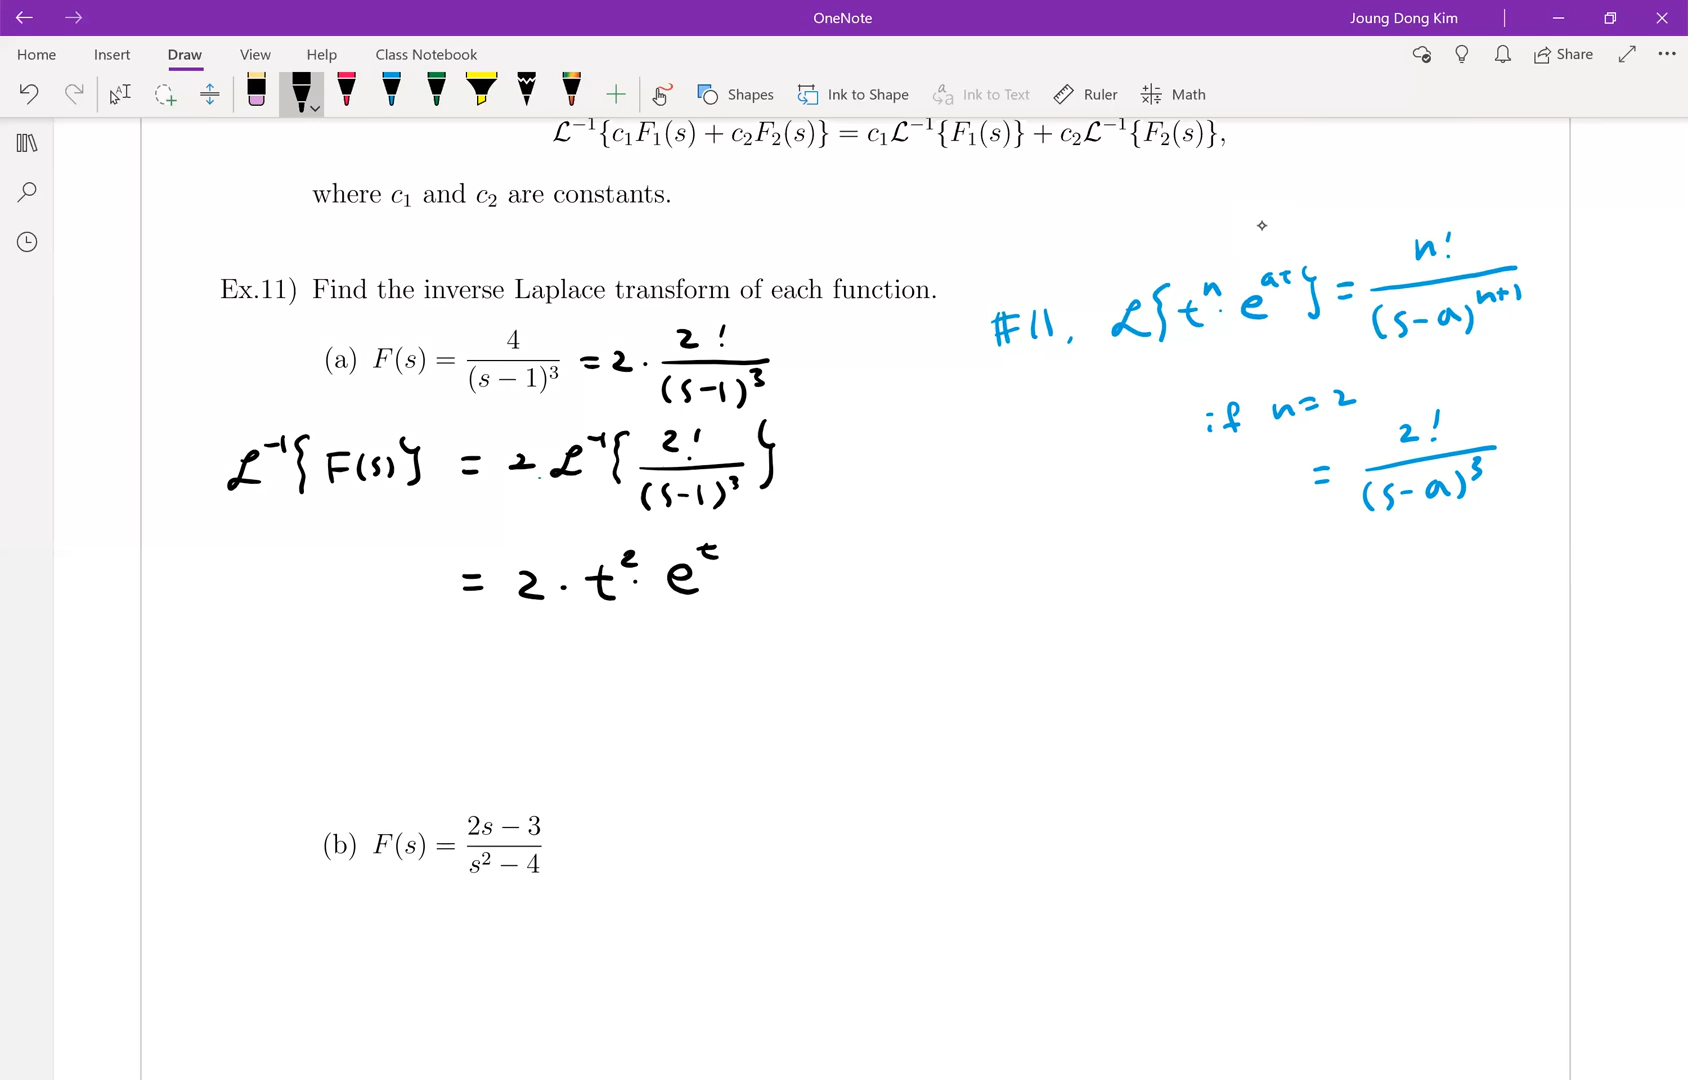 OneNote
Joung Dong Kim
Home Insert Draw View Help Class Notebook
Share
Shapes Ink to Shape Ink to Text Ruler Math
ℒ⁻¹{c₁F₁(s) + c₂F₂(s)} = c₁ℒ⁻¹{F₁(s)} + c₂ℒ⁻¹{F₂(s)},
where c₁ and c₂ are constants.
Ex.11) Find the inverse Laplace transform of each function.
#11. ℒ{tⁿ · e^{at}} = n!/(s-a)^{n+1}
(a) F(s) = 4/(s − 1)³ = 2 · 2!/(s-1)³
if n=2
= 2!/(s-a)³
ℒ⁻¹{F(s)} = 2 · ℒ⁻¹{2!/(s-1)³}
= 2 · t² · e^t
(b) F(s) = (2s − 3)/(s² − 4)